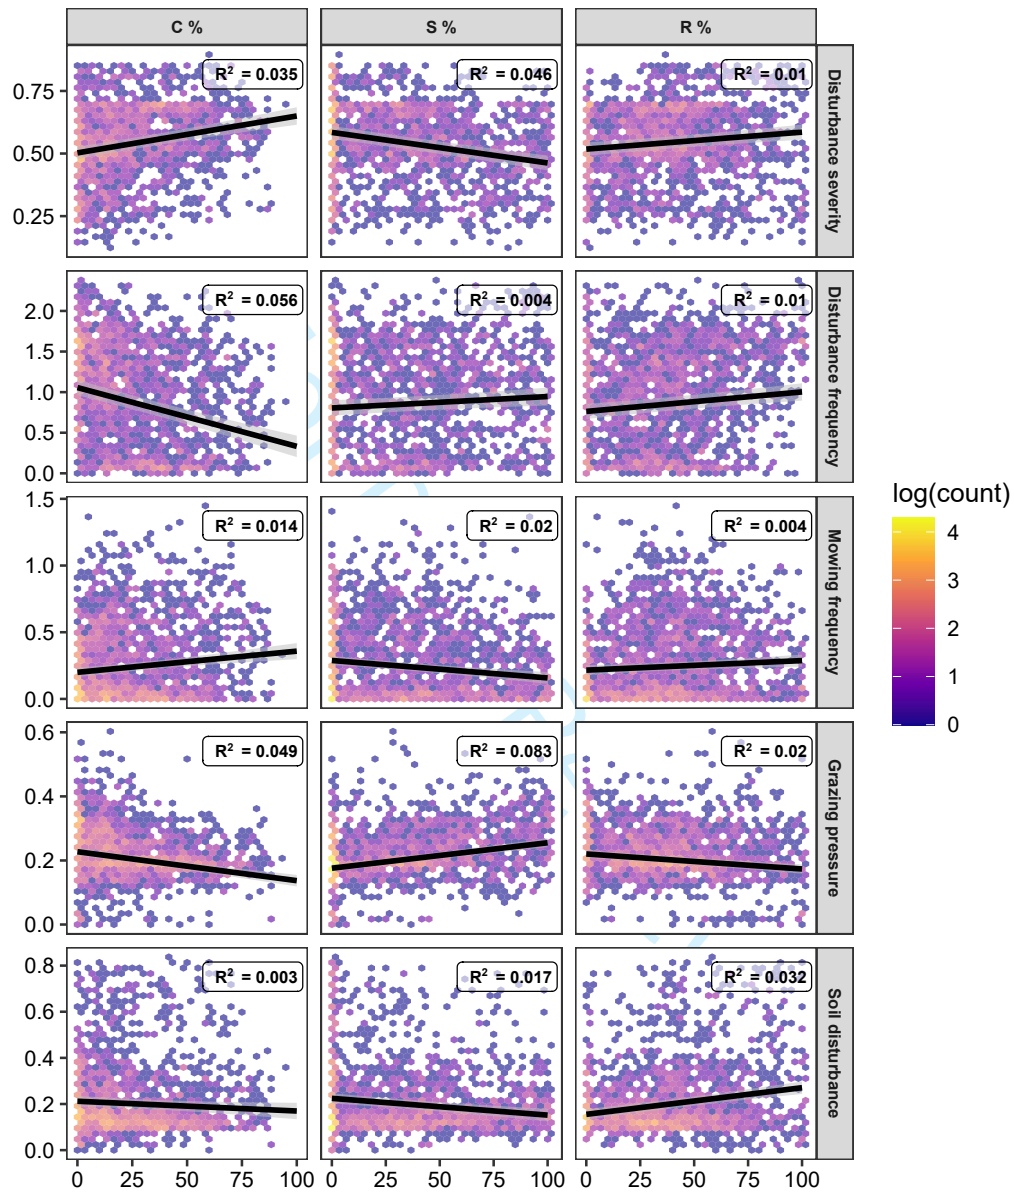 C %
S %
R %
0.75
0.50
0.25
R² = 0.035
R² = 0.046
R² = 0.01
Disturbance severity
2.0
1.5
1.0
0.5
0.0
R² = 0.056
R² = 0.004
R² = 0.01
Disturbance frequency
1.5
1.0
0.5
0.0
R² = 0.014
R² = 0.02
R² = 0.004
Mowing frequency
0.6
0.4
0.2
0.0
R² = 0.049
R² = 0.083
R² = 0.02
Grazing pressure
0.8
0.6
0.4
0.2
0.0
R² = 0.003
R² = 0.017
R² = 0.032
Soil disturbance
0 25 50 75 100
0 25 50 75 100
0 25 50 75 100
log(count)
4
3
2
1
0